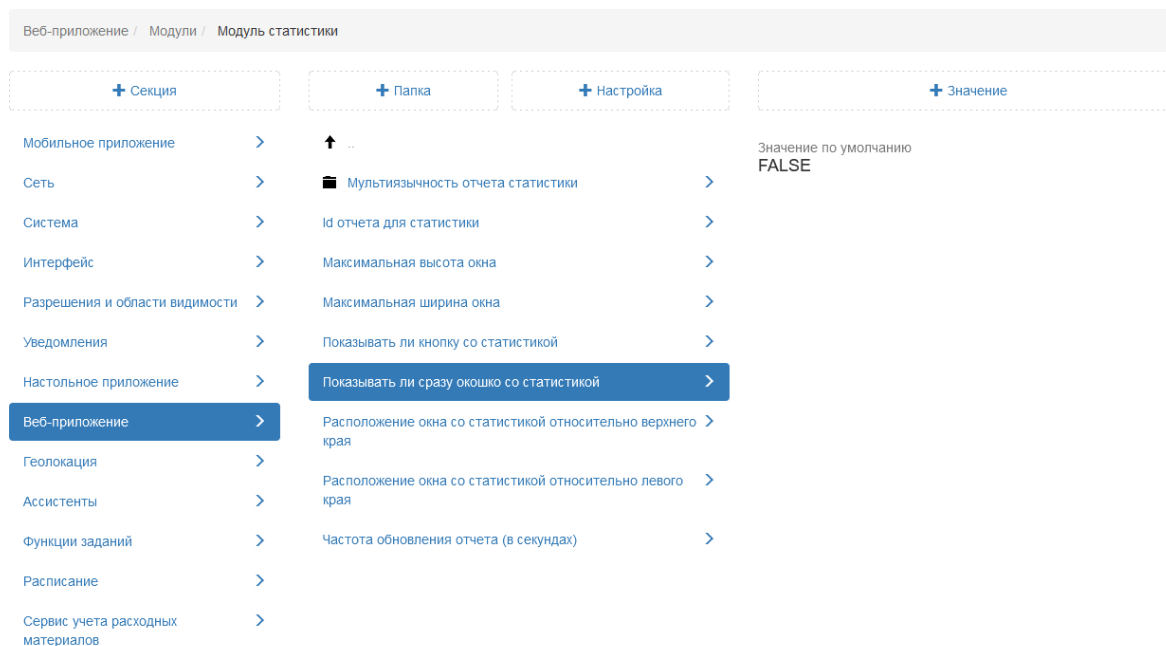 Веб-приложение / Модули / Модуль статистики
Секция
Папка
Настройка
Значение
Мобильное приложение
Сеть
Система
Интерфейс
Разрешения и области видимости
Уведомления
Настольное приложение
Веб-приложение
Геолокация
Ассистенты
Функции заданий
Расписание
Сервис учета расходных
материалов
..
Мультиязычность отчета статистики
Id отчета для статистики
Максимальная высота окна
Максимальная ширина окна
Показывать ли кнопку со статистикой
Показывать ли сразу окошко со статистикой
Расположение окна со статистикой относительно верхнего
края
Расположение окна со статистикой относительно левого
края
Частота обновления отчета (в секундах)
Значение по умолчанию
FALSE